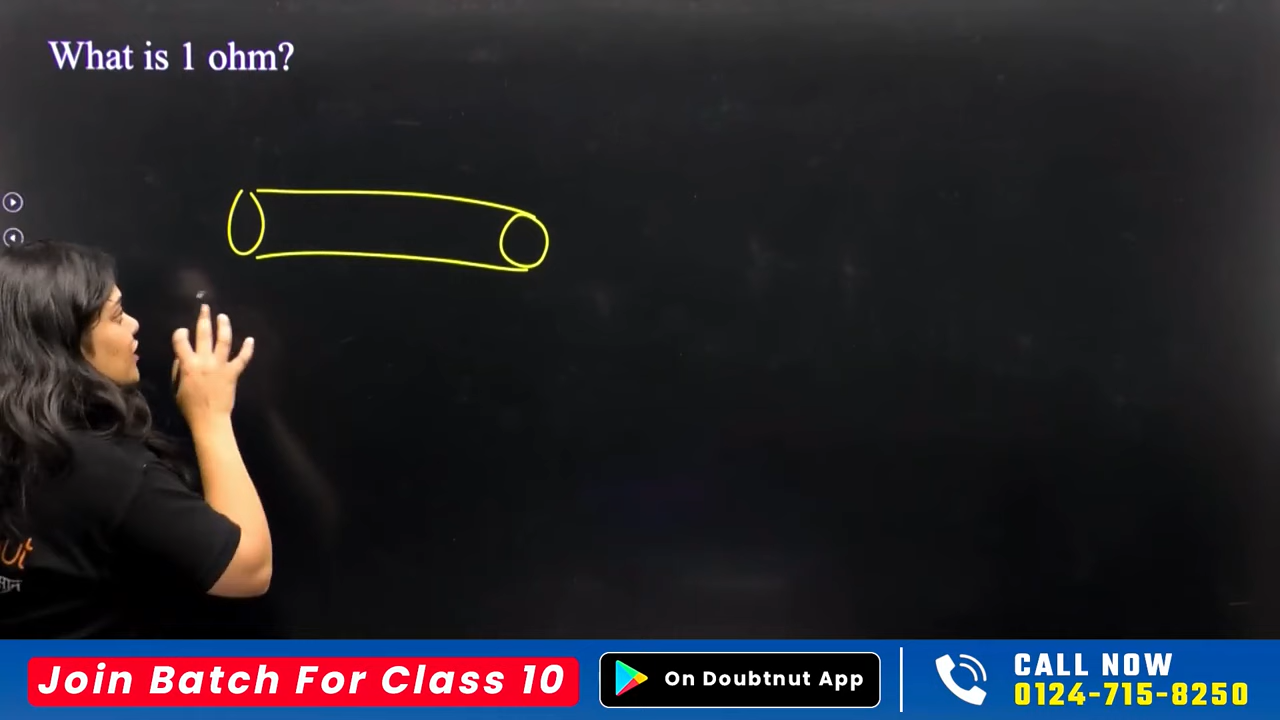 What is 1 ohm?
Join Batch For Class 10
On Doubtnut App
CALL NOW
0124-715-8250